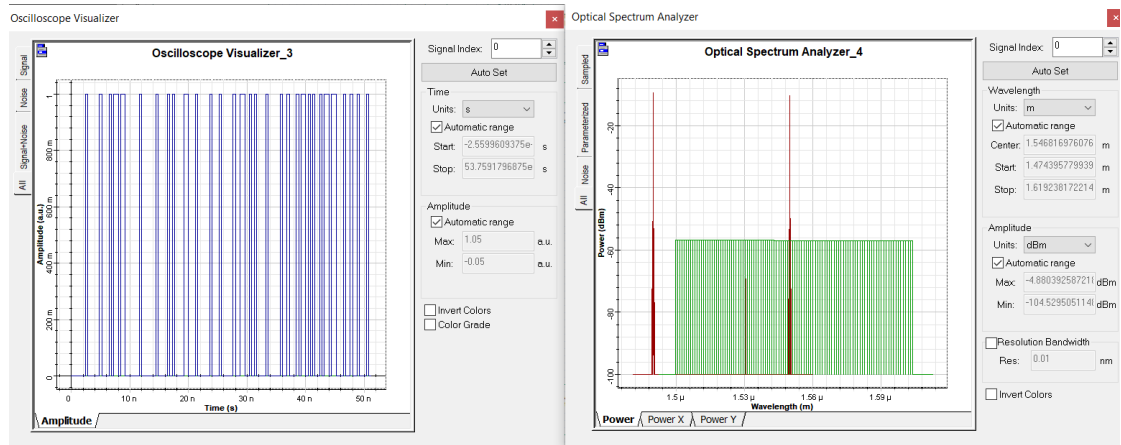 Oscilloscope Visualizer
×
Signal
Noise
Signal+Noise
All
Oscilloscope Visualizer_3
Amplitude (a.u.)
1
800 m
600 m
400 m
200 m
0
0
10 n
20 n
30 n
40 n
50 n
Time (s)
Amplitude
Signal Index: 0
Auto Set
Time
Units: s
Automatic range
Start: -2.5599609375e- s
Stop: 53.7591796875e s
Amplitude
Automatic range
Max: 1.05 a.u.
Min: -0.05 a.u.
Invert Colors
Color Grade
Optical Spectrum Analyzer
×
Sampled
Parameterized
Noise
All
Optical Spectrum Analyzer_4
Power (dBm)
-20
-40
-60
-80
-100
1.5 µ
1.53 µ
1.56 µ
1.59 µ
Wavelength (m)
Power
Power X
Power Y
Signal Index: 0
Auto Set
Wavelength
Units: m
Automatic range
Center: 1.546816976076 m
Start: 1.474395779939 m
Stop: 1.619238172214 m
Amplitude
Units: dBm
Automatic range
Max: -4.88039258721 dBm
Min: -104.529505114 dBm
Resolution Bandwidth
Res: 0.01 nm
Invert Colors